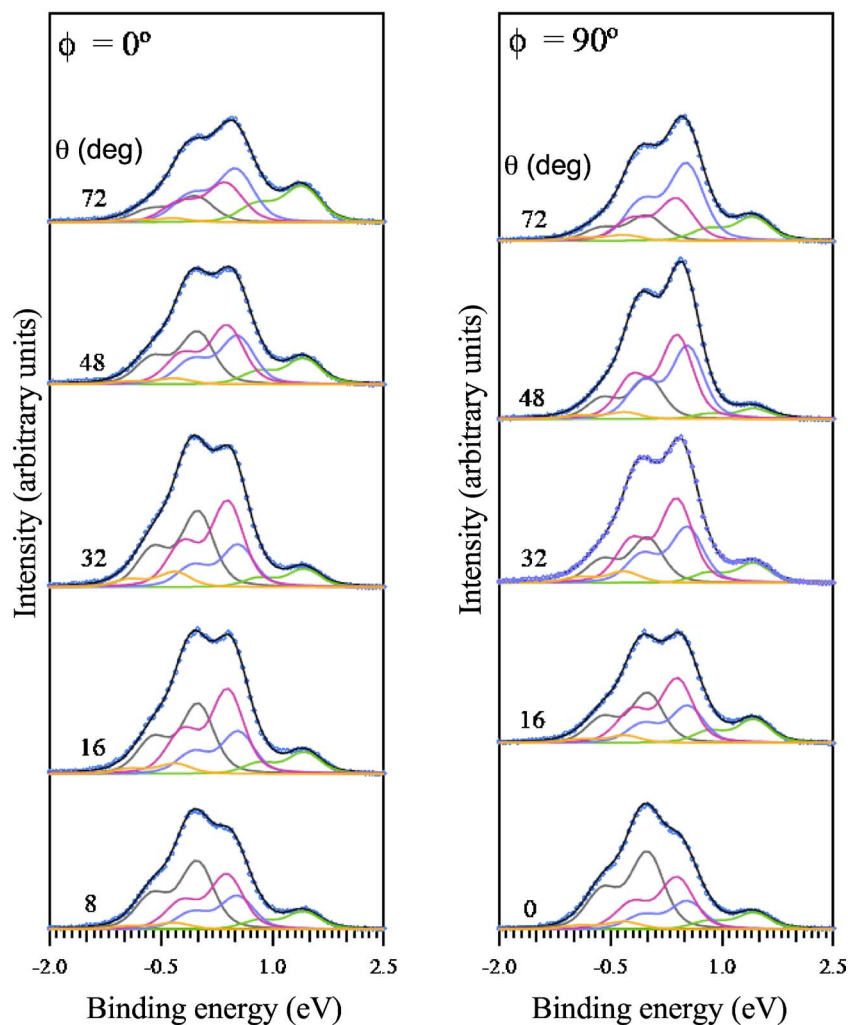 ϕ = 0º
θ (deg)
72
48
32
16
8
Intensity (arbitrary units)
-2.0 -0.5 1.0 2.5
Binding energy (eV)
ϕ = 90º
θ (deg)
72
48
32
16
0
Intensity (arbitrary units)
-2.0 -0.5 1.0 2.5
Binding energy (eV)